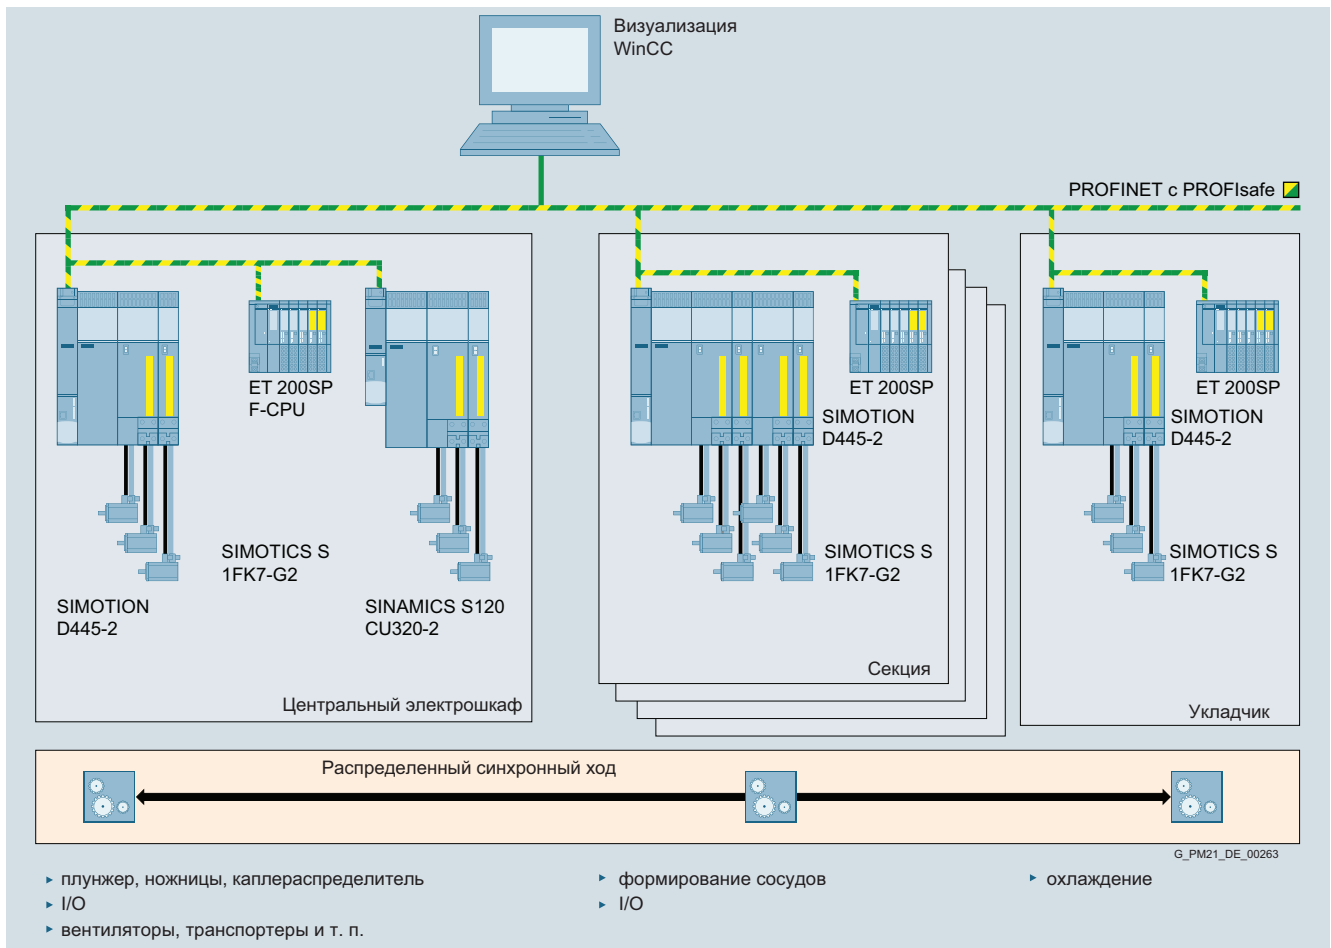 Визуализация
WinCC
PROFINET с PROFIsafe
ET 200SP
F-CPU
SIMOTICS S
1FK7-G2
SIMOTION
D445-2
SINAMICS S120
CU320-2
Центральный электрошкаф
ET 200SP
SIMOTION
D445-2
SIMOTICS S
1FK7-G2
Секция
ET 200SP
SIMOTION
D445-2
SIMOTICS S
1FK7-G2
Укладчик
Распределенный синхронный ход
G_PM21_DE_00263
плунжер, ножницы, каплераспределитель
I/O
вентиляторы, транспортеры и т. п.
формирование сосудов
I/O
охлаждение